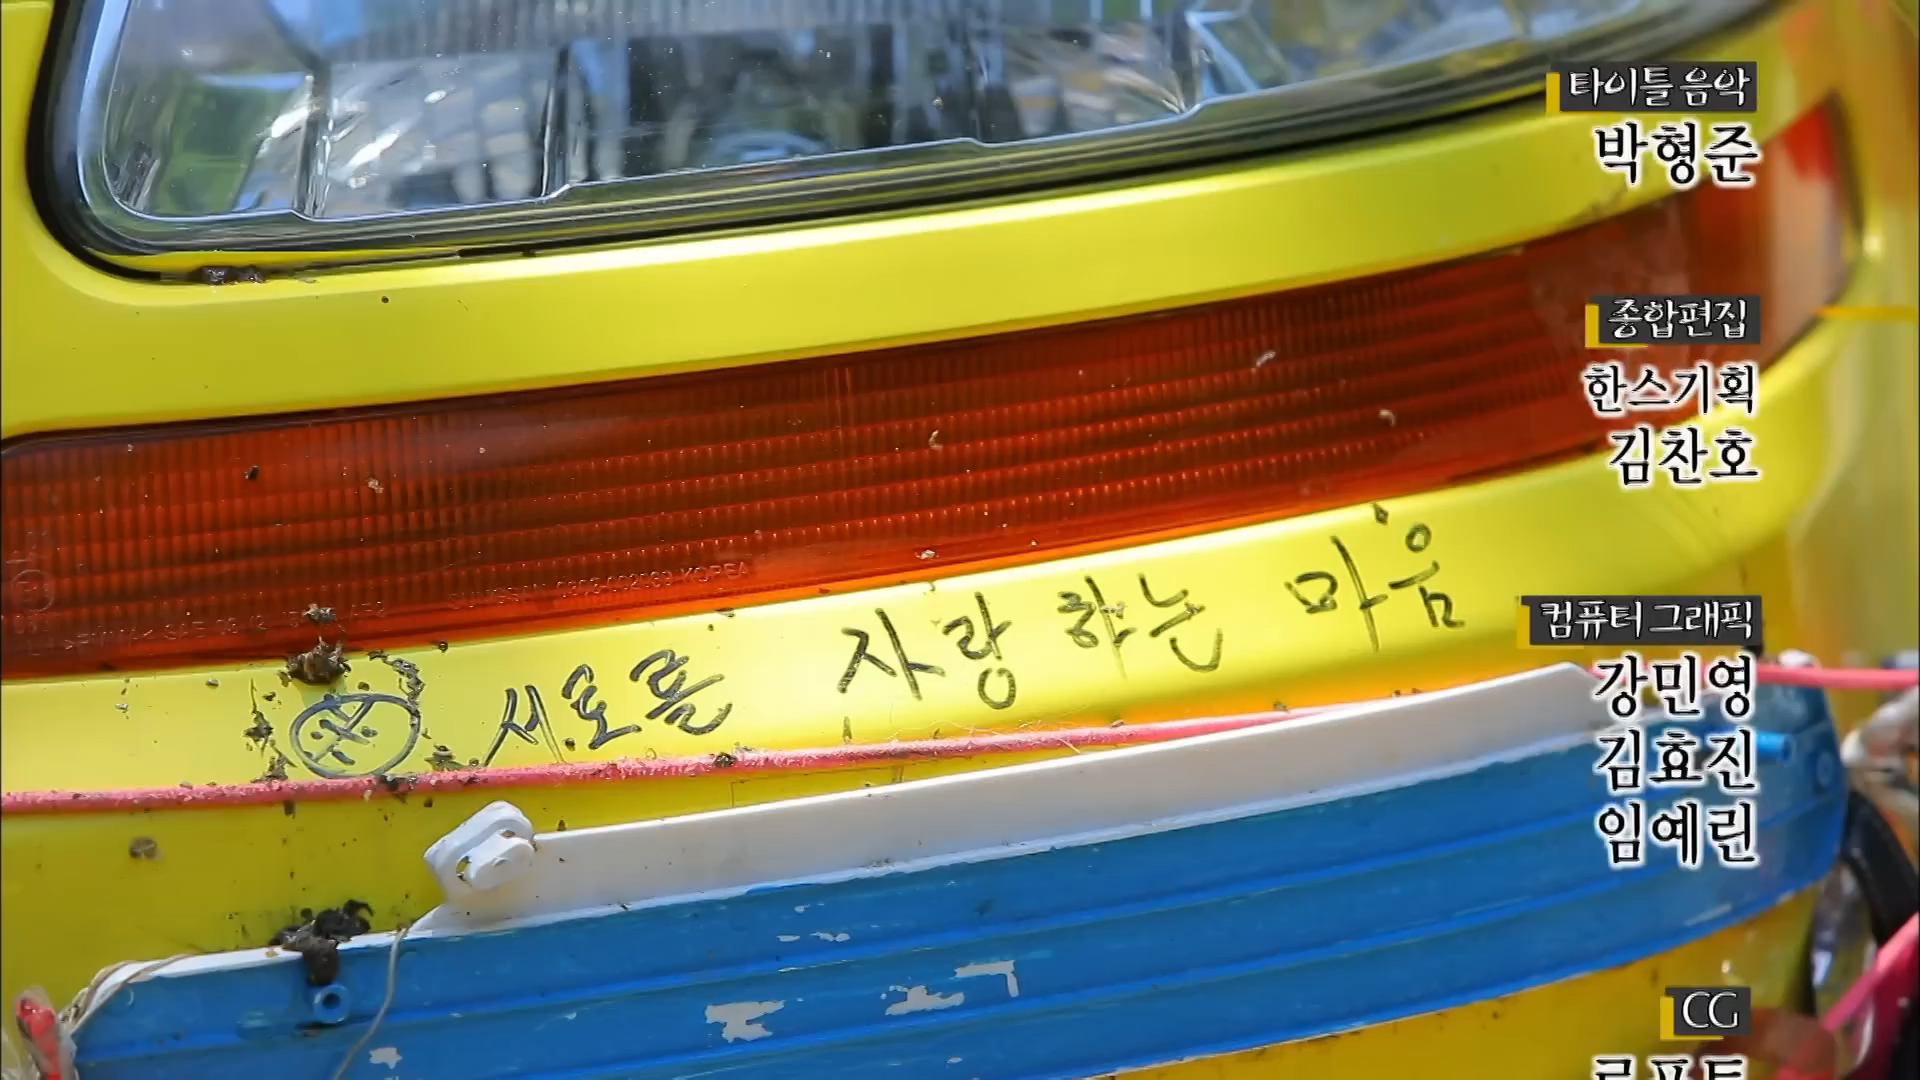 타이틀 음악
박형준
종합편집
한스기획
김찬호
서로를 사랑하는 마음
컴퓨터 그래픽
강민영
김효진
임예린
CG